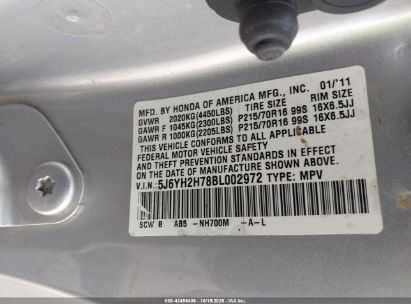 MFD. BY HONDA OF AMERICA MFG., INC. 01/'11
GVWR 2020KG(4450LBS) TIRE SIZE RIM SIZE
GAWR F 1045KG(2300LBS) P215/70R16 99S 16X6.5JJ
GAWR R 1000KG(2205LBS) P215/70R16 99S 16X6.5JJ
THIS VEHICLE CONFORMS TO ALL APPLICABLE
FEDERAL MOTOR VEHICLE SAFETY, BUMPER,
AND THEFT PREVENTION STANDARDS IN EFFECT
ON THE DATE OF MANUFACTURE SHOWN ABOVE.
V.I.N: 5J6YH2H78BL002972 TYPE: MPV
SCW B AB5 -NH700M -A-L